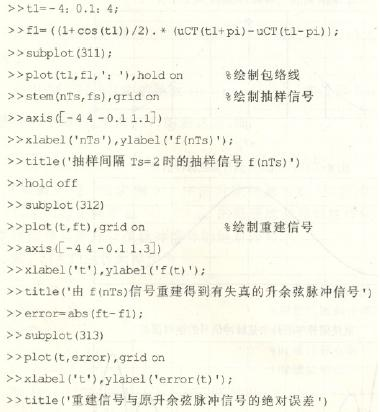 >>t1=-4：0.1：4;
>>f1=((1+cos(t1))/2).*(uCT(t1+pi)-uCT(t1-pi));
>>subplot(311);
>>plot(t1,f1,'：'),hold on %绘制包络线
>>stem(nTs,fs),grid on %绘制抽样信号
>>axis([-4 4 -0.1 1.1])
>>xlabel('nTs'),ylabel('f(nTs)');
>>title('抽样间隔 Ts=2时的抽样信号 f(nTs)')
>>hold off
>>subplot(312)
>>plot(t,ft),grid on %绘制重建信号
>>axis([-4 4 -0.1 1.3])
>>xlabel('t'),ylabel('f(t)');
>>title('由 f(nTs)信号重建得到有失真的升余弦脉冲信号')
>>error=abs(ft-f1);
>>subplot(313)
>>plot(t,error),grid on
>>xlabel('t'),ylabel('error(t)');
>>title('重建信号与原升余弦脉冲信号的绝对误差')